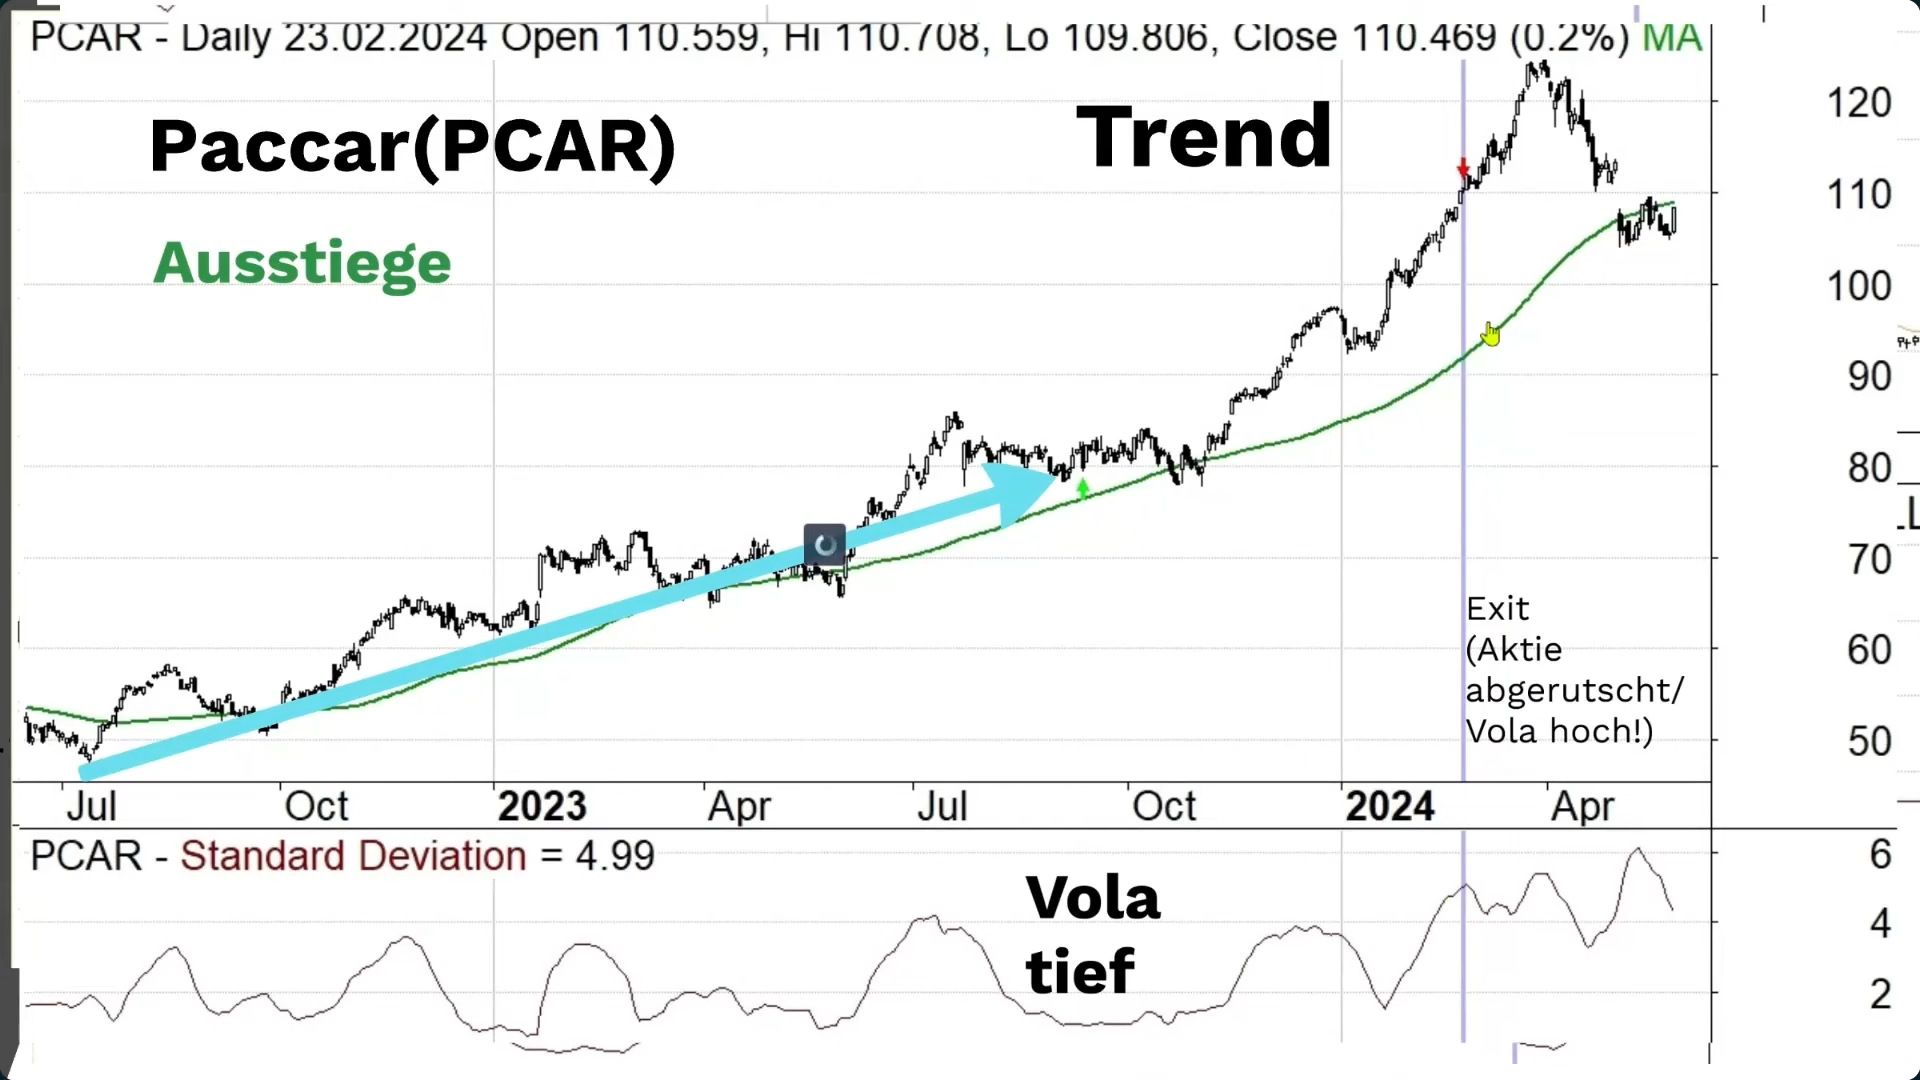 PCAR - Daily 23.02.2024 Open 110.559, Hi 110.708, Lo 109.806, Close 110.469 (0.2%) MA
Paccar(PCAR)
Trend
Ausstiege
120
110
100
90
80
70
60
50
Exit
(Aktie
abgerutscht/
Vola hoch!)
Jul Oct 2023 Apr Jul Oct 2024 Apr
PCAR - Standard Deviation = 4.99
Vola
tief
6
4
2